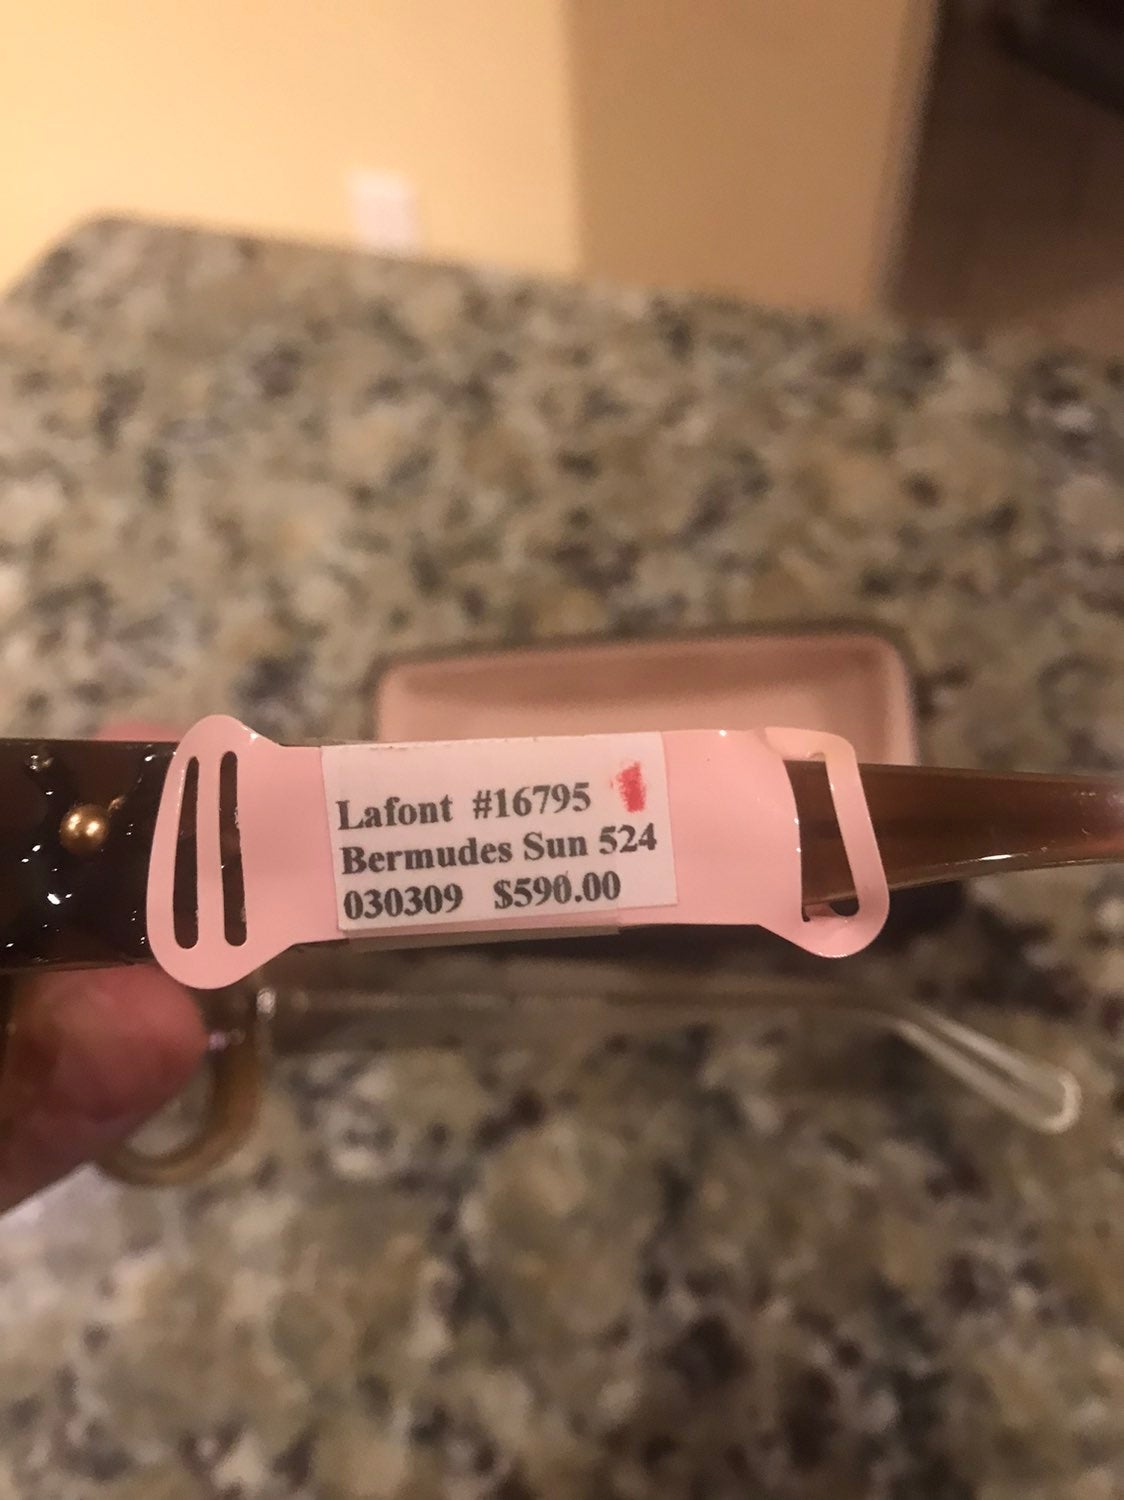 Lafont #16795
Bermudes Sun 524
030309 $590.00